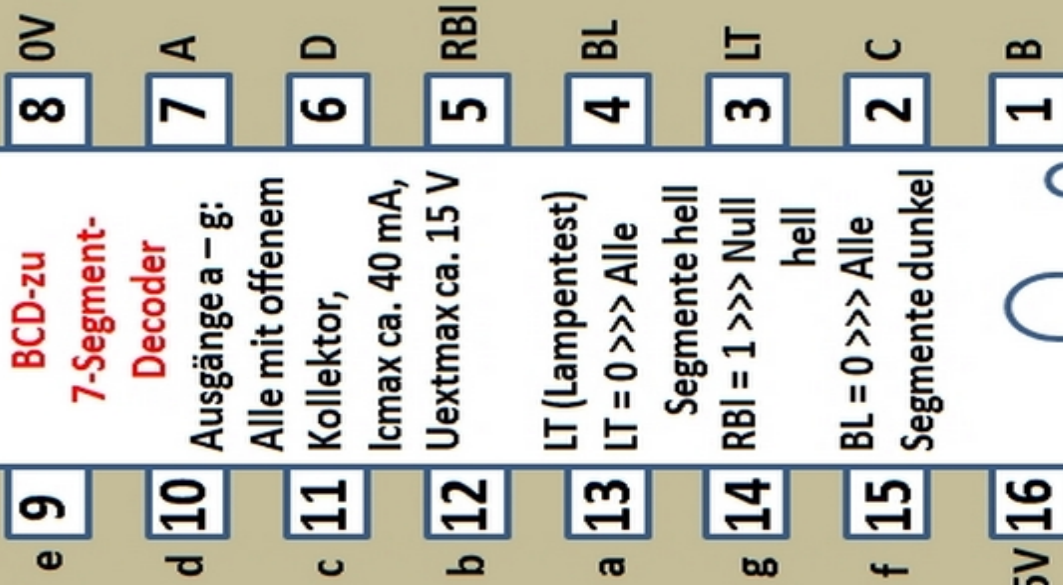 8 0V
7 A
6 D
5 RBI
4 BL
3 LT
2 C
1 B
BCD-zu
7-Segment-
Decoder
Ausgänge a – g:
Alle mit offenem
Kollektor,
Icmax ca. 40 mA,
Uextmax ca. 15 V
LT (Lampentest)
LT = 0 >>> Alle
Segmente hell
RBI = 1 >>> Null
hell
BL = 0 >>> Alle
Segmente dunkel
e 9
d 10
c 11
b 12
a 13
g 14
f 15
16